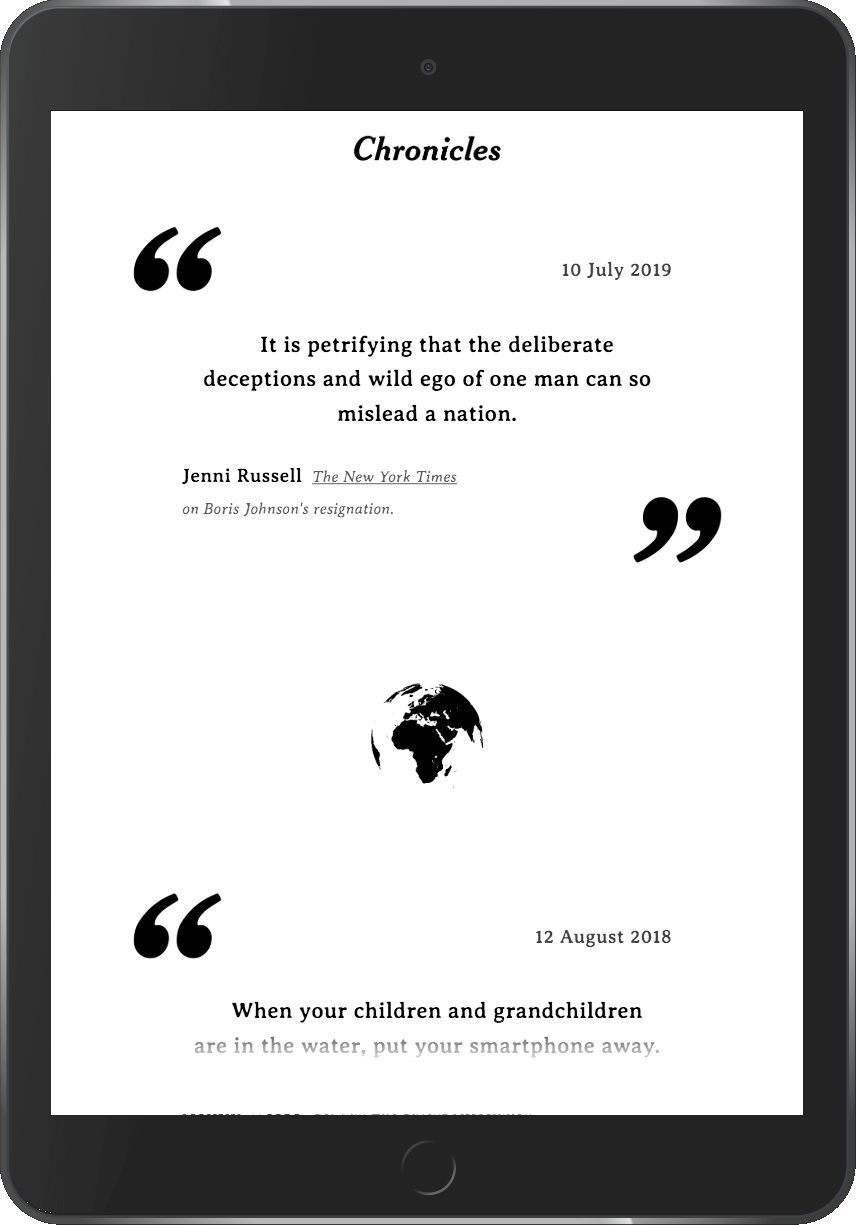 Chronicles
“
10 July 2019
It is petrifying that the deliberate
deceptions and wild ego of one man can so
mislead a nation.
Jenni Russell The New York Times
on Boris Johnson's resignation.
”
“
12 August 2018
When your children and grandchildren
are in the water, put your smartphone away.